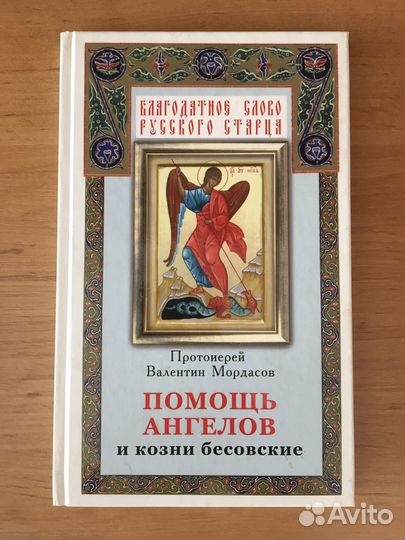 БЛАГОДАТНОЕ СЛОВО
РУССКОГО СТАРЦА
Протоиерей
Валентин Мордасов
ПОМОЩЬ
АНГЕЛОВ
и козни бесовские
Avito